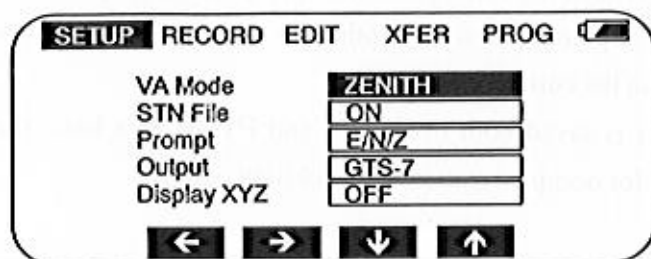 SETUP RECORD EDIT XFER PROG
VA Mode ZENITH
STN File ON
Prompt E/N/Z
Output GTS-7
Display XYZ OFF
← → ↓ ↑